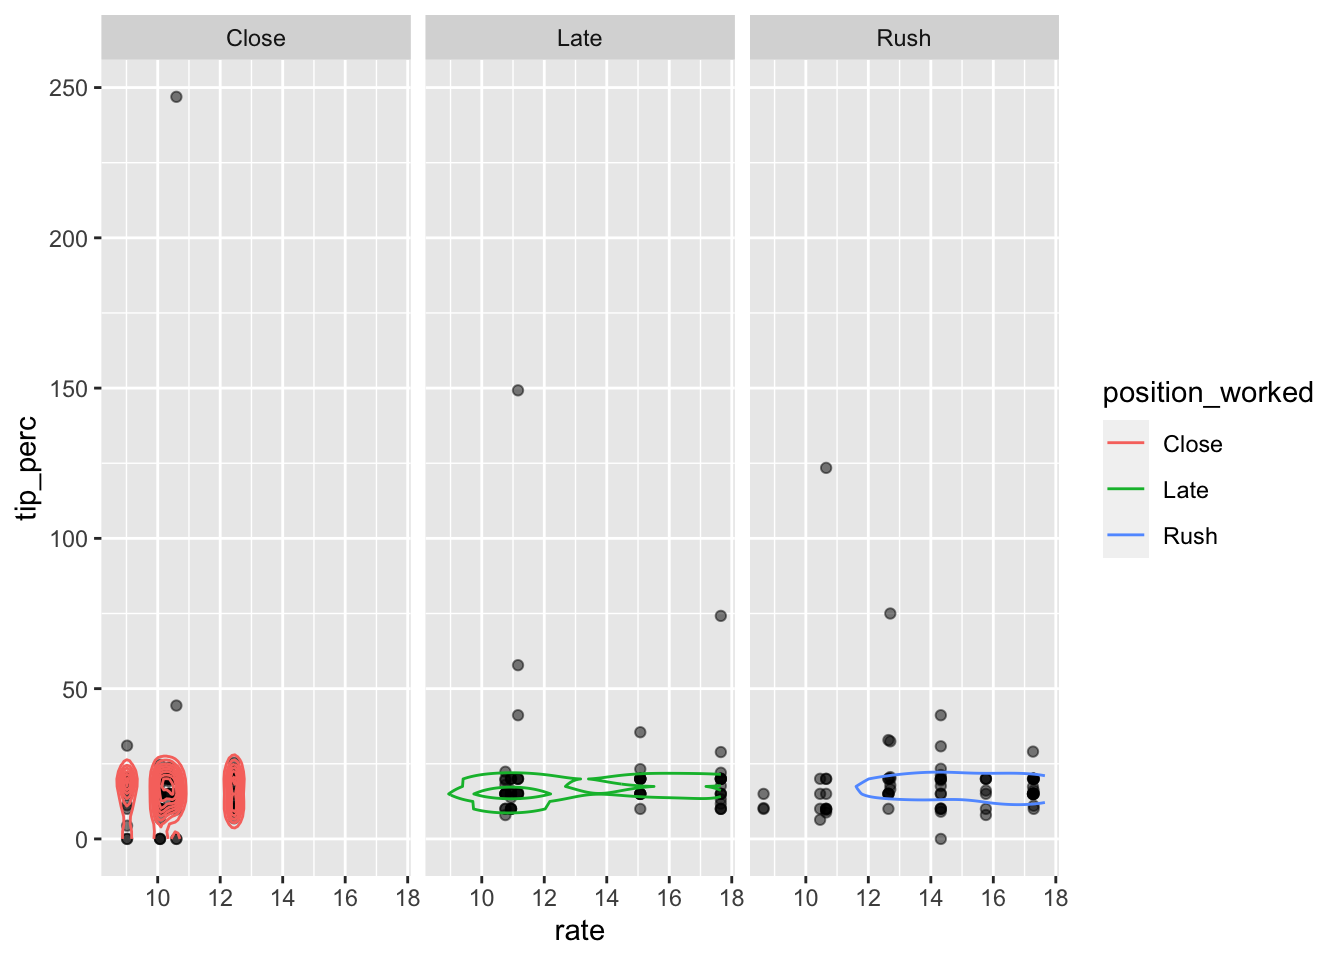 Close Late Rush
250
200
150
100
50
0
tip_perc
10 12 14 16 18 10 12 14 16 18 10 12 14 16 18
rate
position_worked
Close
Late
Rush